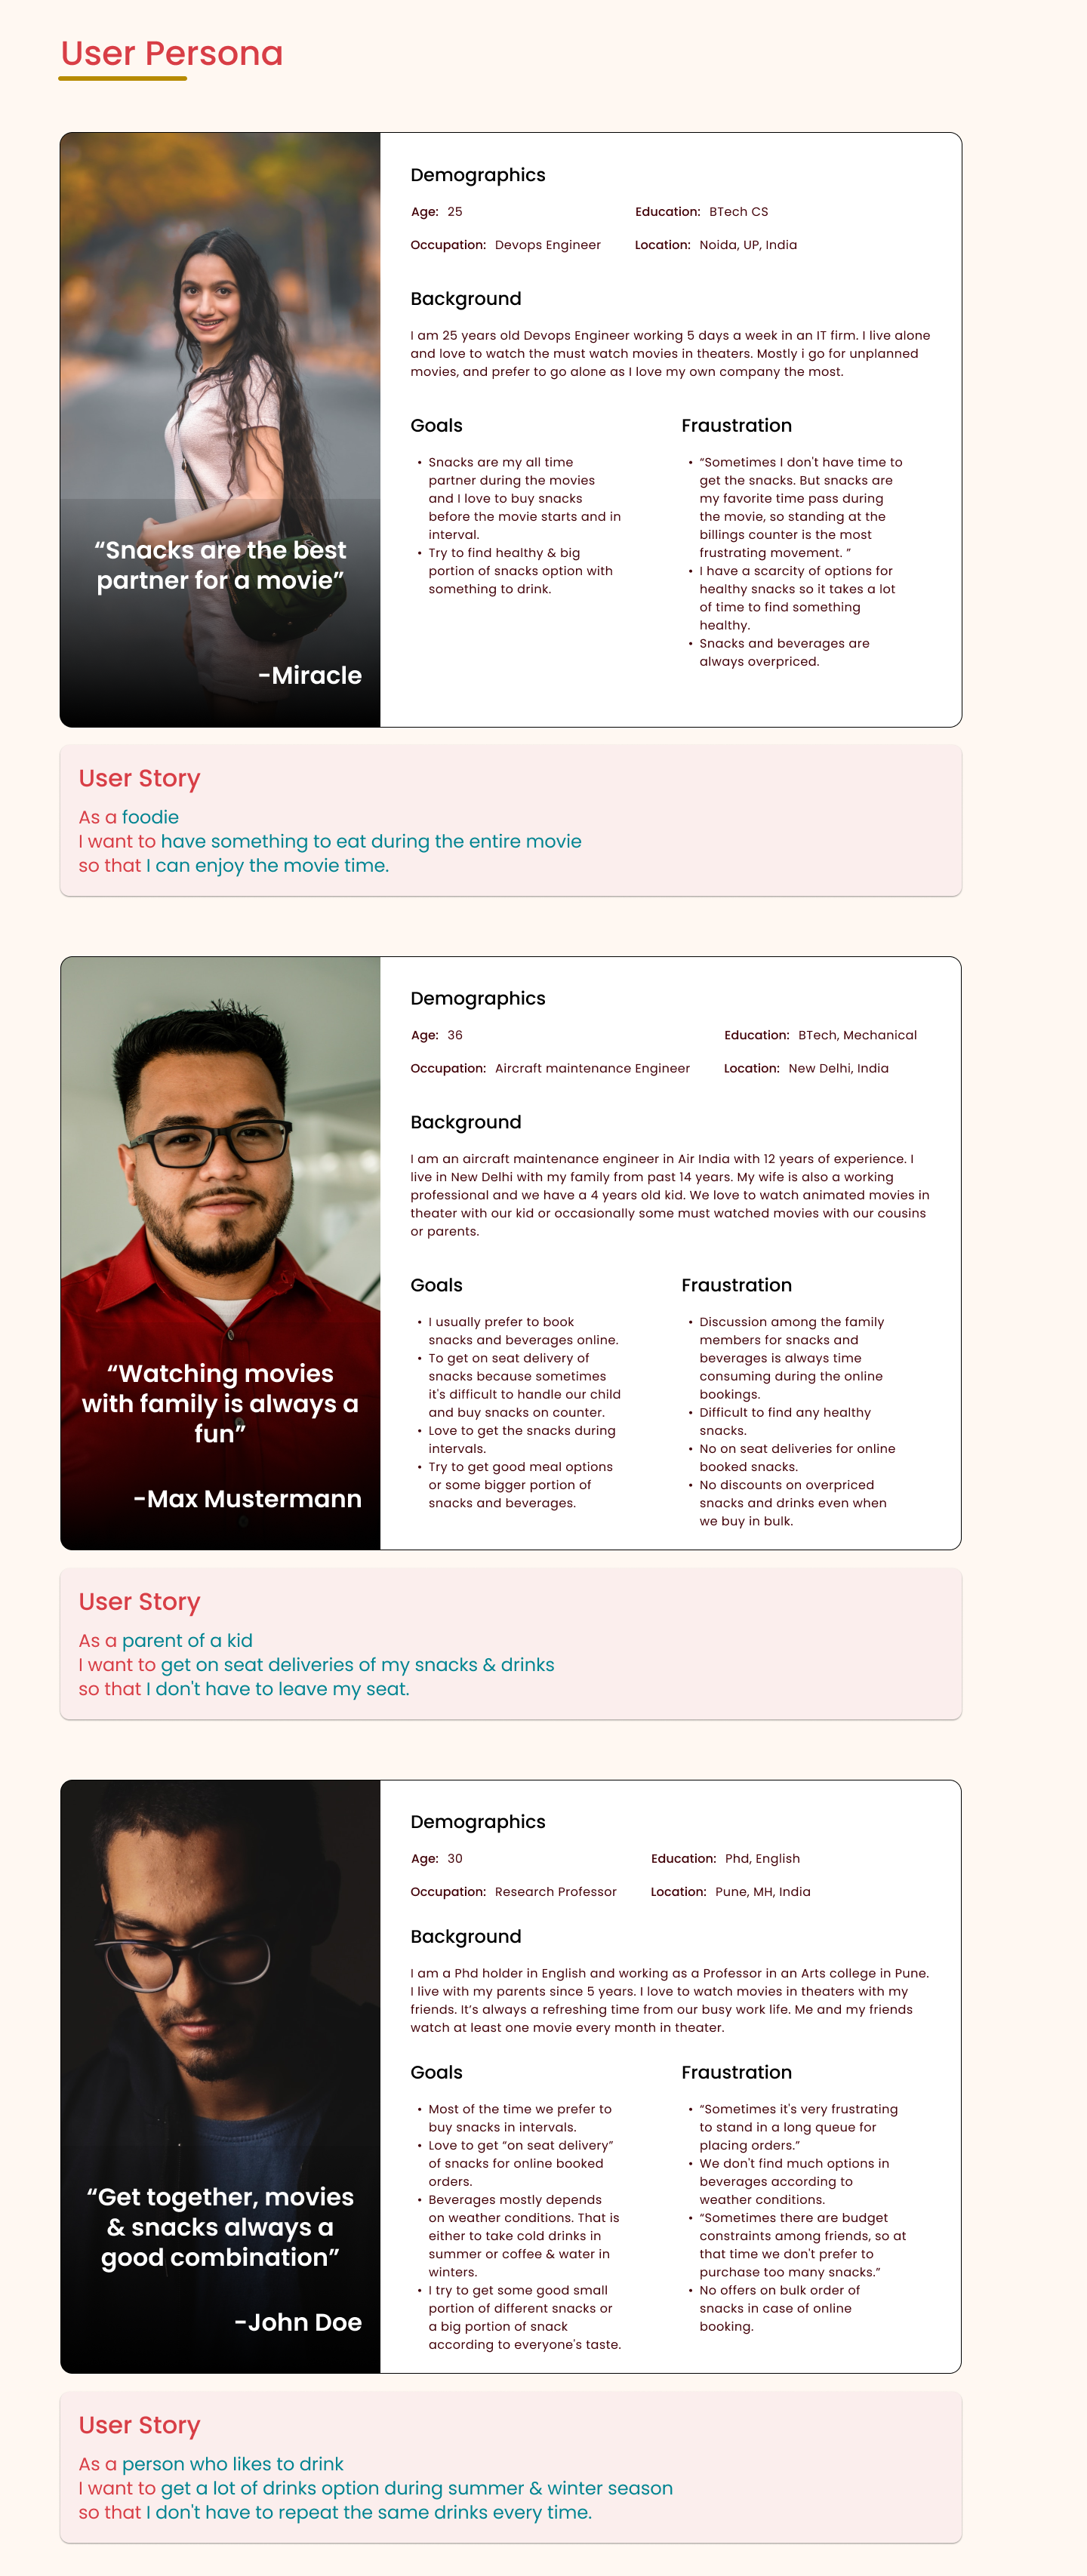 User Persona
Demographics
Age: 25
Education: BTech CS
Occupation: Devops Engineer
Location: Noida, UP, India
Background
I am 25 years old Devops Engineer working 5 days a week in an IT firm. I live alone
and love to watch the must watch movies in theaters. Mostly i go for unplanned
movies, and prefer to go alone as I love my own company the most.
Goals
• Snacks are my all time
partner during the movies
and I love to buy snacks
before the movie starts and in
interval.
• Try to find healthy & big
portion of snacks option with
something to drink.
Fraustration
• “Sometimes I don't have time to
get the snacks. But snacks are
my favorite time pass during
the movie, so standing at the
billings counter is the most
frustrating movement. ”
• I have a scarcity of options for
healthy snacks so it takes a lot
of time to find something
healthy.
• Snacks and beverages are
always overpriced.
“Snacks are the best
partner for a movie”
-Miracle
User Story
As a foodie
I want to have something to eat during the entire movie
so that I can enjoy the movie time.
Demographics
Age: 36
Education: BTech, Mechanical
Occupation: Aircraft maintenance Engineer
Location: New Delhi, India
Background
I am an aircraft maintenance engineer in Air India with 12 years of experience. I
live in New Delhi with my family from past 14 years. My wife is also a working
professional and we have a 4 years old kid. We love to watch animated movies in
theater with our kid or occasionally some must watched movies with our cousins
or parents.
Goals
• I usually prefer to book
snacks and beverages online.
• To get on seat delivery of
snacks because sometimes
it's difficult to handle our child
and buy snacks on counter.
• Love to get the snacks during
intervals.
• Try to get good meal options
or some bigger portion of
snacks and beverages.
Fraustration
• Discussion among the family
members for snacks and
beverages is always time
consuming during the online
bookings.
• Difficult to find any healthy
snacks.
• No on seat deliveries for online
booked snacks.
• No discounts on overpriced
snacks and drinks even when
we buy in bulk.
“Watching movies
with family is always a
fun”
-Max Mustermann
User Story
As a parent of a kid
I want to get on seat deliveries of my snacks & drinks
so that I don't have to leave my seat.
Demographics
Age: 30
Education: Phd, English
Occupation: Research Professor
Location: Pune, MH, India
Background
I am a Phd holder in English and working as a Professor in an Arts college in Pune.
I live with my parents since 5 years. I love to watch movies in theaters with my
friends. It’s always a refreshing time from our busy work life. Me and my friends
watch at least one movie every month in theater.
Goals
• Most of the time we prefer to
buy snacks in intervals.
• Love to get “on seat delivery”
of snacks for online booked
orders.
• Beverages mostly depends
on weather conditions. That is
either to take cold drinks in
summer or coffee & water in
winters.
• I try to get some good small
portion of different snacks or
a big portion of snack
according to everyone's taste.
Fraustration
• “Sometimes it's very frustrating
to stand in a long queue for
placing orders.”
• We don't find much options in
beverages according to
weather conditions.
• “Sometimes there are budget
constraints among friends, so at
that time we don't prefer to
purchase too many snacks.”
• No offers on bulk order of
snacks in case of online
booking.
“Get together, movies
& snacks always a
good combination”
-John Doe
User Story
As a person who likes to drink
I want to get a lot of drinks option during summer & winter season
so that I don't have to repeat the same drinks every time.